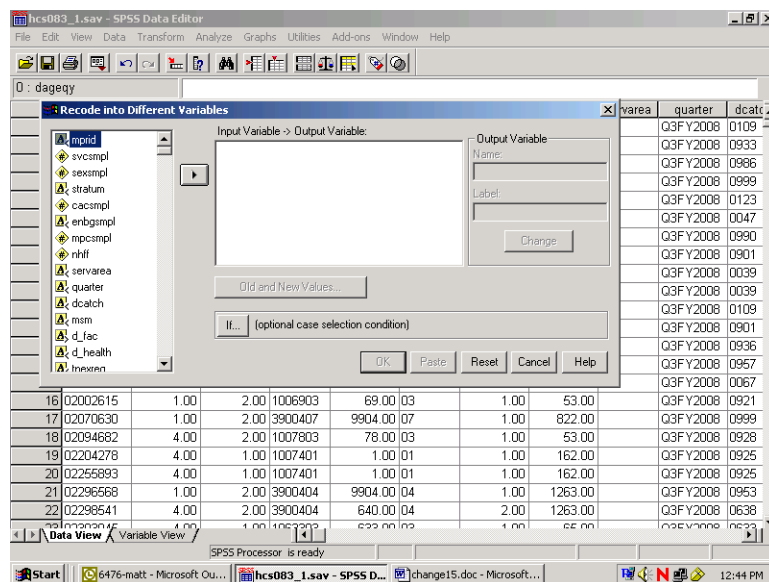 hcs083_1.sav - SPSS Data Editor
File Edit View Data Transform Analyze Graphs Utilities Add-ons Window Help
0 : dageqy
Recode into Different Variables
mprid
svcsmpl
sexsmpl
stratum
cacsmpl
enbgsmpl
mpcsmpl
nhff
servarea
quarter
dcatch
msm
d_fac
d_health
Input Variable -> Output Variable:
Output Variable
Name:
Label:
Change
Old and New Values...
If... (optional case selection condition)
OK Paste Reset Cancel Help
rvarea quarter dcatc
Q3FY2008 0109
Q3FY2008 0933
Q3FY2008 0986
Q3FY2008 0999
Q3FY2008 0123
Q3FY2008 0047
Q3FY2008 0990
Q3FY2008 0901
Q3FY2008 0039
Q3FY2008 0039
Q3FY2008 0109
Q3FY2008 0901
Q3FY2008 0936
Q3FY2008 0957
Q3FY2008 0067
16 02002615 1.00 2.00 1006903 69.00 03 1.00 53.00 Q3FY2008 0921
17 02070630 1.00 2.00 3900407 9904.00 07 1.00 822.00 Q3FY2008 0999
18 02094682 4.00 2.00 1007803 78.00 03 1.00 53.00 Q3FY2008 0928
19 02204278 4.00 1.00 1007401 1.00 01 1.00 162.00 Q3FY2008 0925
20 02255893 4.00 1.00 1007401 1.00 01 1.00 162.00 Q3FY2008 0925
21 02296568 1.00 2.00 3900404 9904.00 04 1.00 1263.00 Q3FY2008 0953
22 02298541 4.00 2.00 3900404 640.00 04 2.00 1263.00 Q3FY2008 0638
Data View Variable View
SPSS Processor is ready
Start 6476-matt - Microsoft Ou... hcs083_1.sav - SPSS D... change15.doc - Microsoft... 12:44 PM